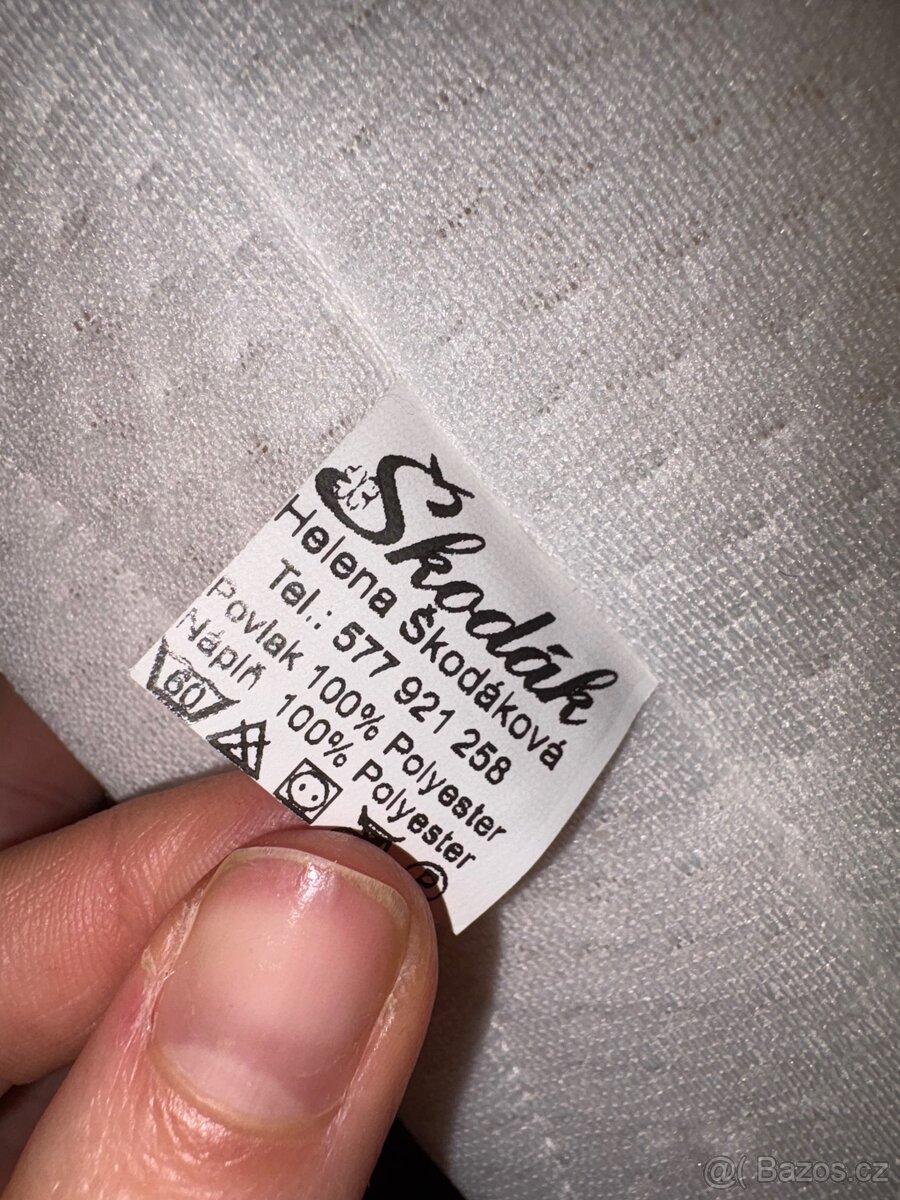 Škodák
Helena Škodáková
Tel.: 577 921 258
Povlak 100% Polyester
Náplň 100% Polyester
60
P
@( Bazos.cz